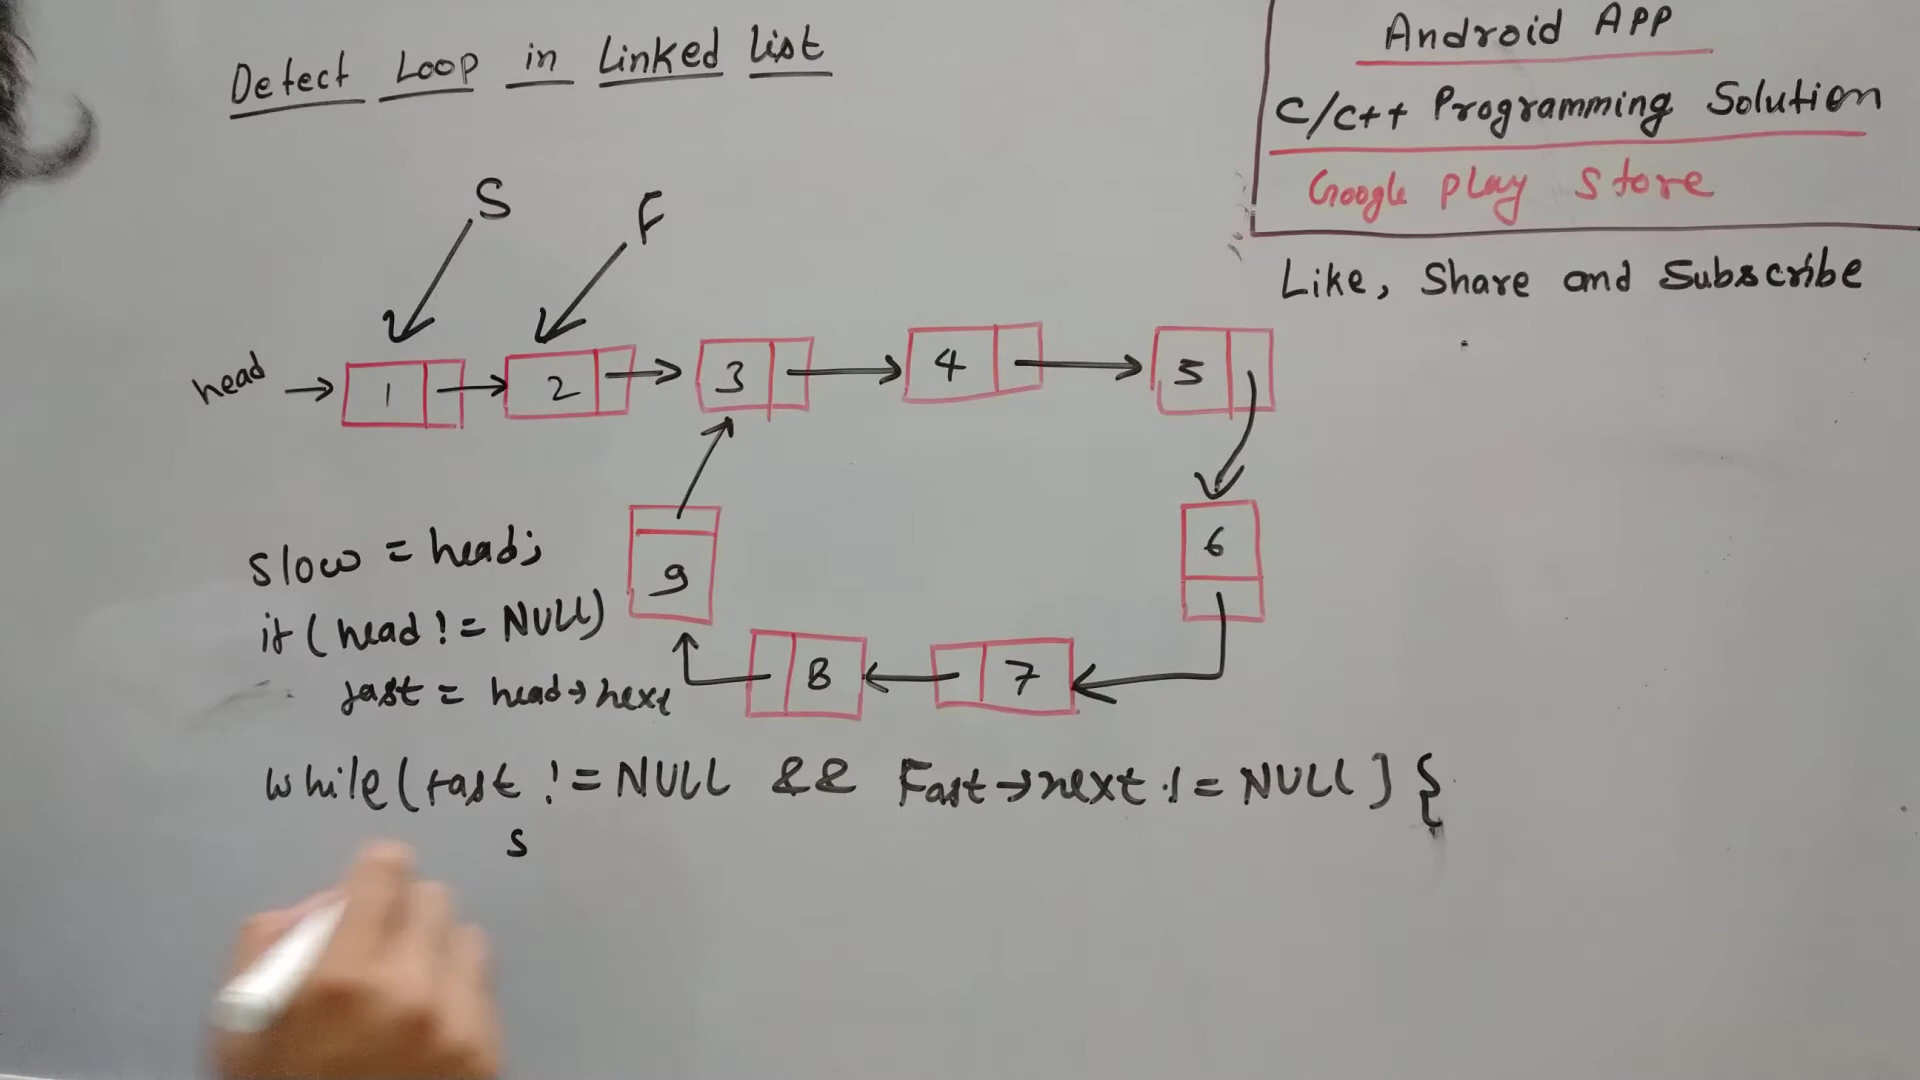 Detect Loop in Linked List
Android APP
C/C++ Programming Solution
Google Play Store
Like, Share and Subscribe
S
F
head
1
2
3
4
5
6
7
8
9
slow = head;
if (head != NULL)
fast = head→next
while(fast != NULL && Fast→next != NULL) {
s